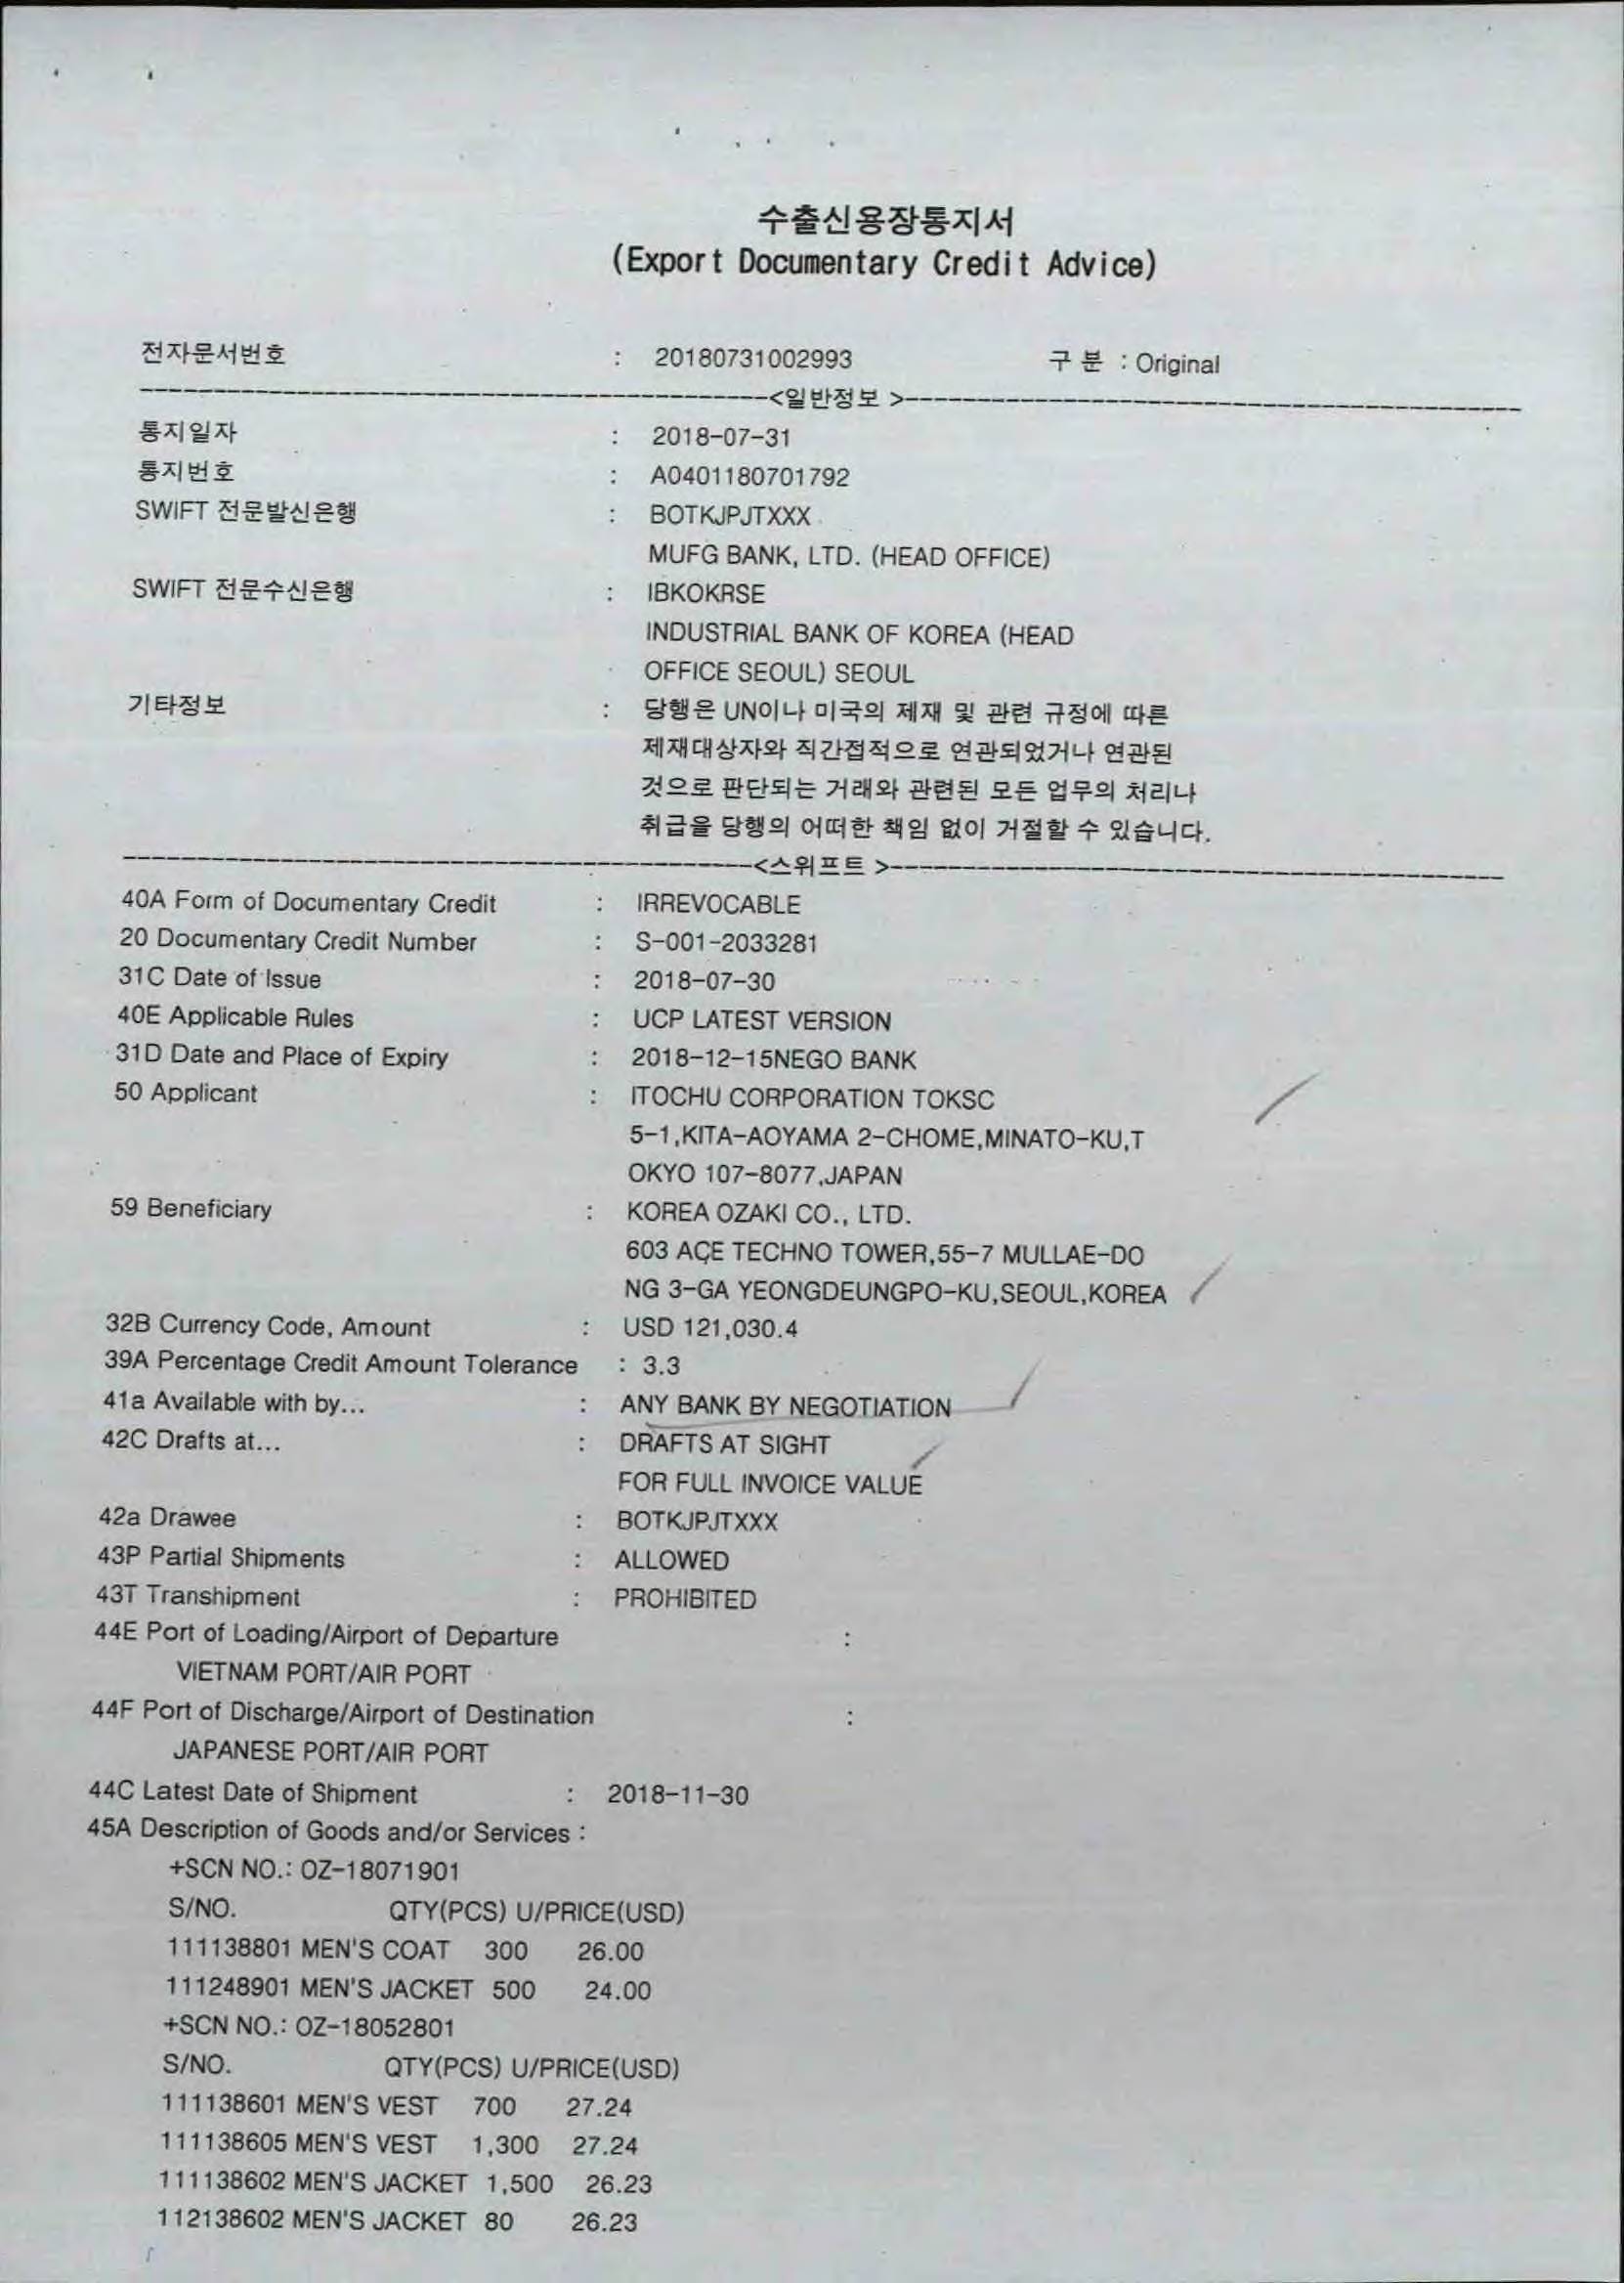 수출신용장통지서
(Export Documentary Credit Advice)
전자문서번호 : 20180731002993 구 분 : Original
<일반정보 >
통지일자 : 2018-07-31
통지번호 : A0401180701792
SWIFT 전문발신은행 : BOTKJPJTXXX
MUFG BANK, LTD. (HEAD OFFICE)
SWIFT 전문수신은행 : IBKOKRSE
INDUSTRIAL BANK OF KOREA (HEAD
OFFICE SEOUL) SEOUL
기타정보 : 당행은 UN이나 미국의 제재 및 관련 규정에 따른
제재대상자와 직간접적으로 연관되었거나 연관된
것으로 판단되는 거래와 관련된 모든 업무의 처리나
취급을 당행의 어떠한 책임 없이 거절할 수 있습니다.
<스위프트 >
40A Form of Documentary Credit : IRREVOCABLE
20 Documentary Credit Number : S-001-2033281
31C Date of Issue : 2018-07-30
40E Applicable Rules : UCP LATEST VERSION
31D Date and Place of Expiry : 2018-12-15NEGO BANK
50 Applicant : ITOCHU CORPORATION TOKSC
5-1,KITA-AOYAMA 2-CHOME,MINATO-KU,T
OKYO 107-8077,JAPAN
59 Beneficiary : KOREA OZAKI CO., LTD.
603 ACE TECHNO TOWER,55-7 MULLAE-DO
NG 3-GA YEONGDEUNGPO-KU,SEOUL,KOREA
32B Currency Code, Amount : USD 121,030.4
39A Percentage Credit Amount Tolerance : 3.3
41a Available with by... : ANY BANK BY NEGOTIATION
42C Drafts at... : DRAFTS AT SIGHT
FOR FULL INVOICE VALUE
42a Drawee : BOTKJPJTXXX
43P Partial Shipments : ALLOWED
43T Transhipment : PROHIBITED
44E Port of Loading/Airport of Departure :
VIETNAM PORT/AIR PORT
44F Port of Discharge/Airport of Destination :
JAPANESE PORT/AIR PORT
44C Latest Date of Shipment : 2018-11-30
45A Description of Goods and/or Services :
+SCN NO.: OZ-18071901
S/NO. QTY(PCS) U/PRICE(USD)
111138801 MEN'S COAT 300 26.00
111248901 MEN'S JACKET 500 24.00
+SCN NO.: OZ-18052801
S/NO. QTY(PCS) U/PRICE(USD)
111138601 MEN'S VEST 700 27.24
111138605 MEN'S VEST 1,300 27.24
111138602 MEN'S JACKET 1,500 26.23
112138602 MEN'S JACKET 80 26.23